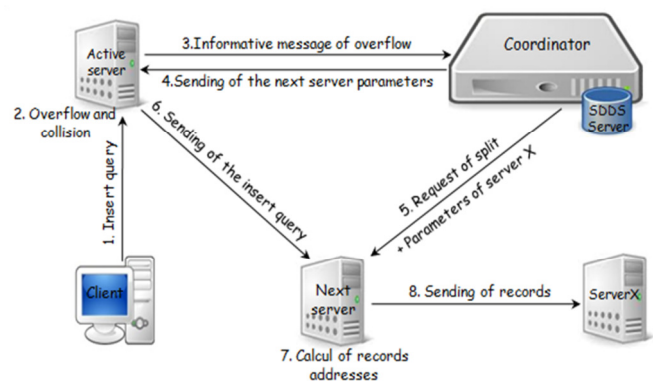 3.Informative message of overflow
Active
server
Coordinator
4.Sending of the next server parameters
SDDS
Server
2. Overflow and
collision
6. Sending of the insert query
5. Request of split
+ Parameters of server X
1. Insert query
Client
Next
server
8. Sending of records
ServerX
7. Calcul of records
addresses